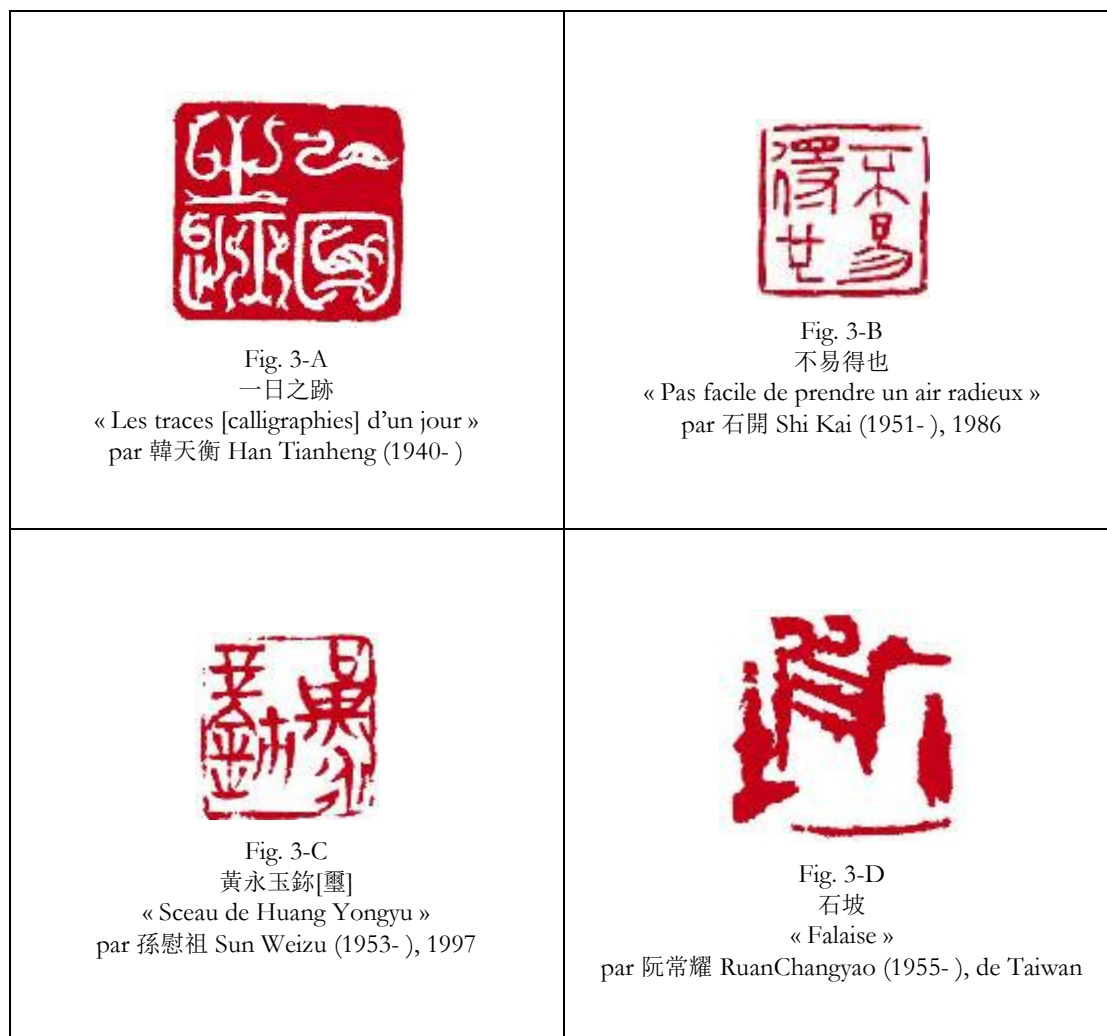 Fig. 3-A
一日之跡
« Les traces [calligraphies] d'un jour »
par 韓天衡 Han Tianheng (1940- )
Fig. 3-B
不易得也
« Pas facile de prendre un air radieux »
par 石開 Shi Kai (1951- ), 1986
Fig. 3-C
黃永玉鉩[璽]
« Sceau de Huang Yongyu »
par 孫慰祖 Sun Weizu (1953- ), 1997
Fig. 3-D
石坡
« Falaise »
par 阮常耀 RuanChangyao (1955- ), de Taiwan